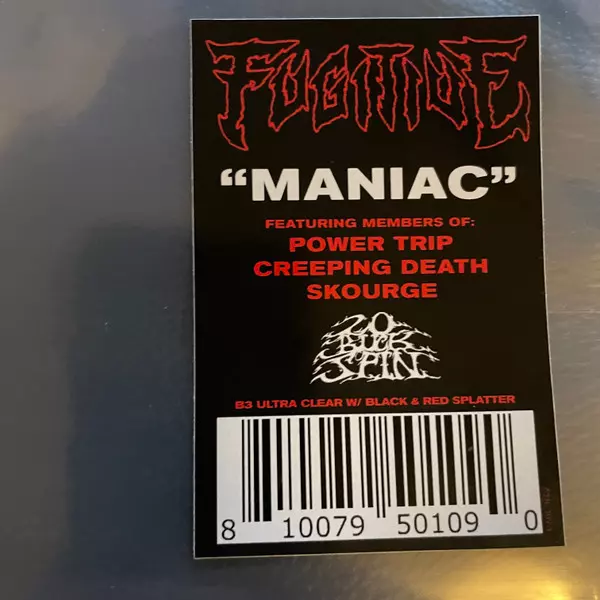 FUGITIVE
“MANIAC”
FEATURING MEMBERS OF:
POWER TRIP
CREEPING DEATH
SKOURGE
20
BUCK
SPIN
B3 ULTRA CLEAR W/ BLACK & RED SPLATTER
8 10079 50109 0